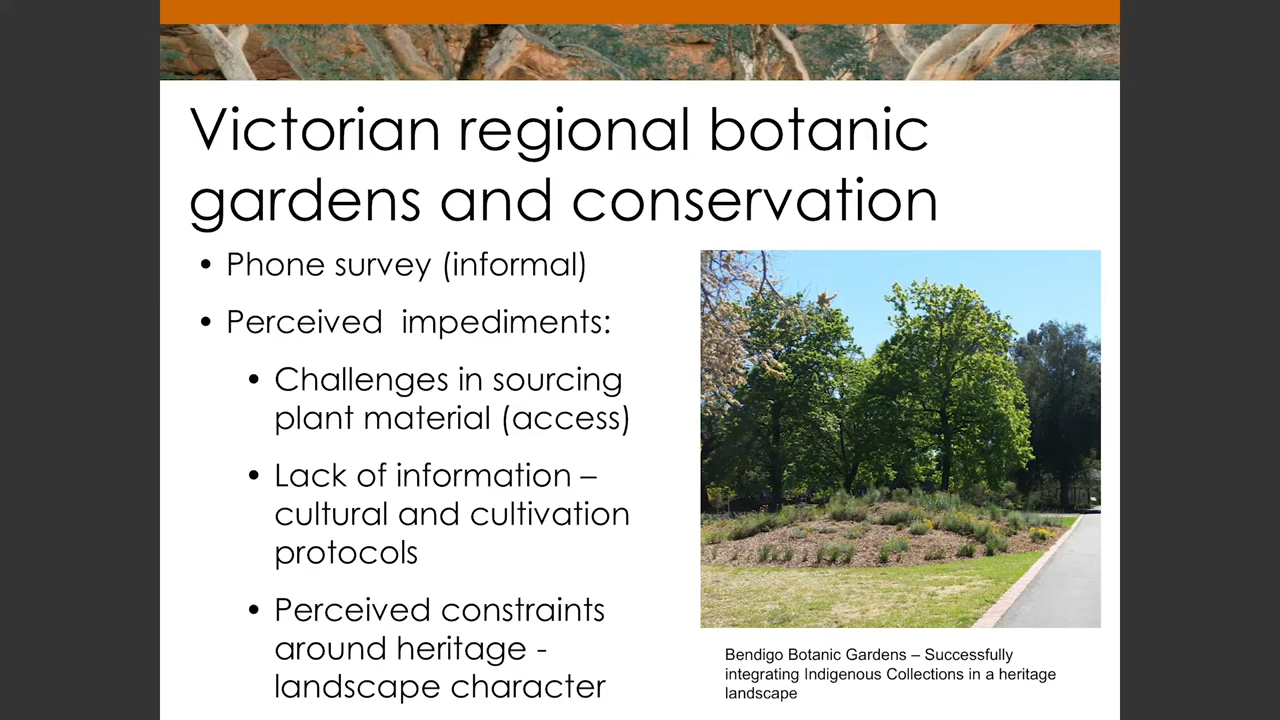 Victorian regional botanic
gardens and conservation
• Phone survey (informal)
• Perceived impediments:
• Challenges in sourcing
plant material (access)
• Lack of information –
cultural and cultivation
protocols
• Perceived constraints
around heritage -
landscape character
Bendigo Botanic Gardens – Successfully
integrating Indigenous Collections in a heritage
landscape